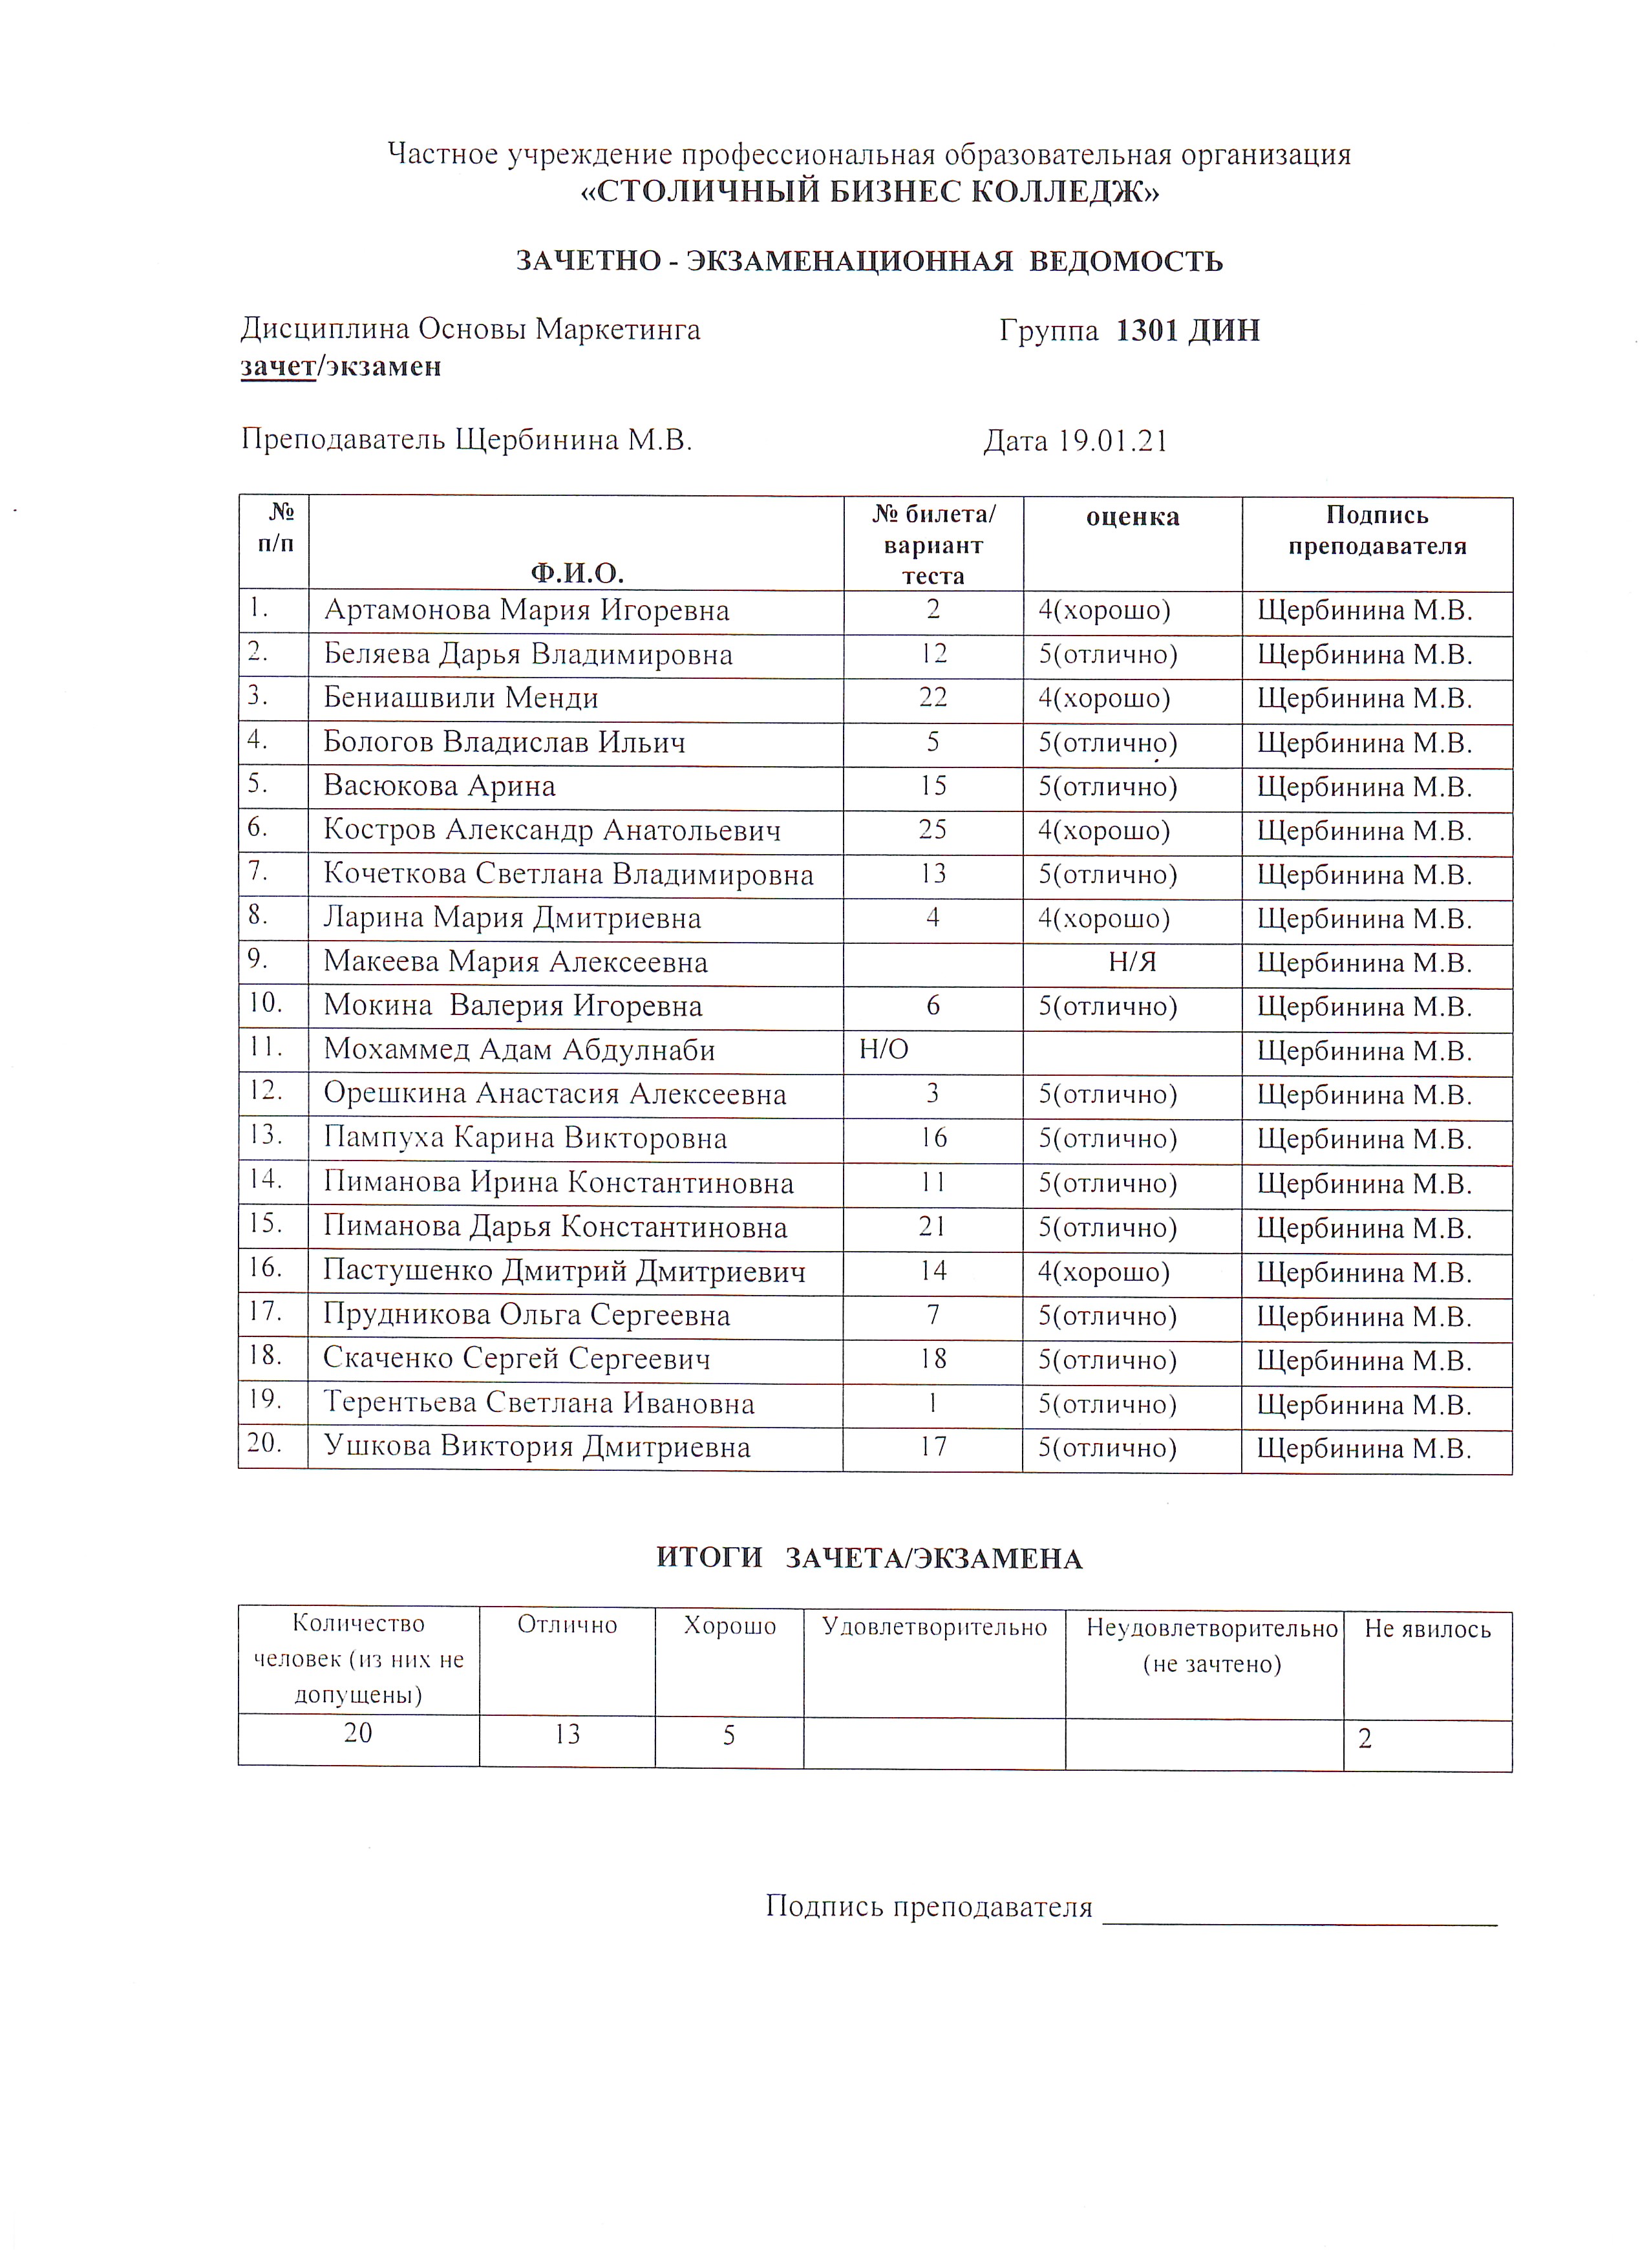 Частное учреждение профессиональная образовательная организация
«СТОЛИЧНЫЙ БИЗНЕС КОЛЛЕДЖ»
ЗАЧЕТНО - ЭКЗАМЕНАЦИОННАЯ ВЕДОМОСТЬ
Дисциплина Основы Маркетинга Группа 1301 ДИН
зачет/экзамен
Преподаватель Щербинина М.В. Дата 19.01.21
№ п/п Ф.И.О. № билета/ вариант теста оценка Подпись преподавателя
1. Артамонова Мария Игоревна 2 4(хорошо) Щербинина М.В.
2. Беляева Дарья Владимировна 12 5(отлично) Щербинина М.В.
3. Бениашвили Менди 22 4(хорошо) Щербинина М.В.
4. Бологов Владислав Ильич 5 5(отлично) Щербинина М.В.
5. Васюкова Арина 15 5(отлично) Щербинина М.В.
6. Костров Александр Анатольевич 25 4(хорошо) Щербинина М.В.
7. Кочеткова Светлана Владимировна 13 5(отлично) Щербинина М.В.
8. Ларина Мария Дмитриевна 4 4(хорошо) Щербинина М.В.
9. Макеева Мария Алексеевна Н/Я Щербинина М.В.
10. Мокина Валерия Игоревна 6 5(отлично) Щербинина М.В.
11. Мохаммед Адам Абдулнаби Н/О Щербинина М.В.
12. Орешкина Анастасия Алексеевна 3 5(отлично) Щербинина М.В.
13. Пампуха Карина Викторовна 16 5(отлично) Щербинина М.В.
14. Пиманова Ирина Константиновна 11 5(отлично) Щербинина М.В.
15. Пиманова Дарья Константиновна 21 5(отлично) Щербинина М.В.
16. Пастушенко Дмитрий Дмитриевич 14 4(хорошо) Щербинина М.В.
17. Прудникова Ольга Сергеевна 7 5(отлично) Щербинина М.В.
18. Скаченко Сергей Сергеевич 18 5(отлично) Щербинина М.В.
19. Терентьева Светлана Ивановна 1 5(отлично) Щербинина М.В.
20. Ушкова Виктория Дмитриевна 17 5(отлично) Щербинина М.В.
ИТОГИ ЗАЧЕТА/ЭКЗАМЕНА
Количество человек (из них не допущены) Отлично Хорошо Удовлетворительно Неудовлетворительно (не зачтено) Не явилось
20 13 5 2
Подпись преподавателя